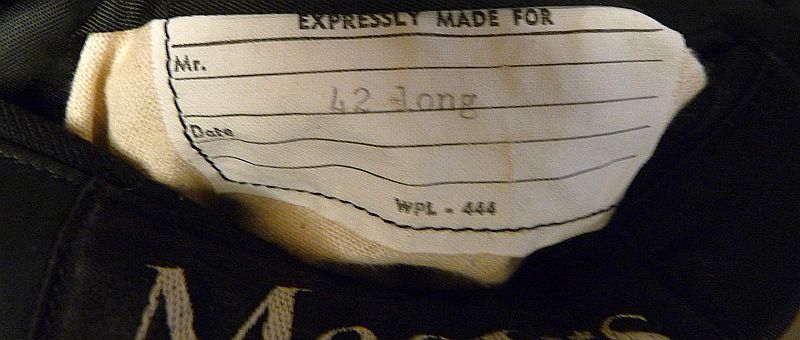 EXPRESSLY MADE FOR
Mr.
42 long
Date
WPL - 444